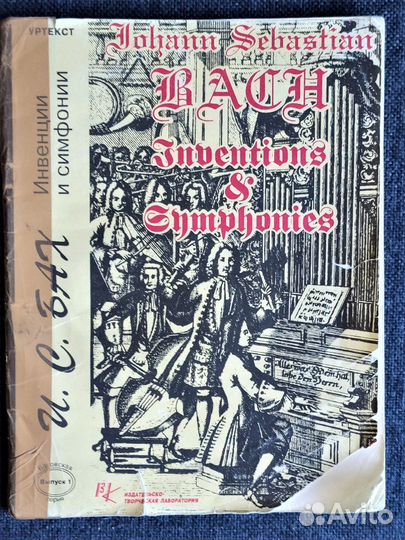 УРТЕКСТ
Johann Sebastian
BACH
Inventions
&
Symphonies
И. С. БАХ
Инвенции
и симфонии
Выпуск 1
ИЗДАТЕЛЬСКО-
ТВОРЧЕСКАЯ ЛАБОРАТОРИЯ
Avito